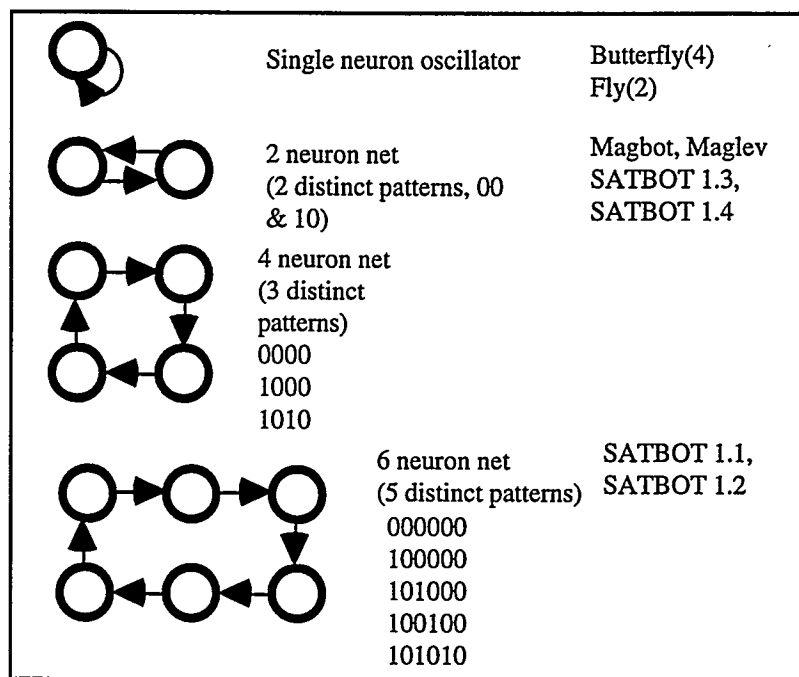 Single neuron oscillator
Butterfly(4)
Fly(2)
2 neuron net
(2 distinct patterns, 00
& 10)
Magbot, Maglev
SATBOT 1.3,
SATBOT 1.4
4 neuron net
(3 distinct
patterns)
0000
1000
1010
6 neuron net
(5 distinct patterns)
000000
100000
101000
100100
101010
SATBOT 1.1,
SATBOT 1.2